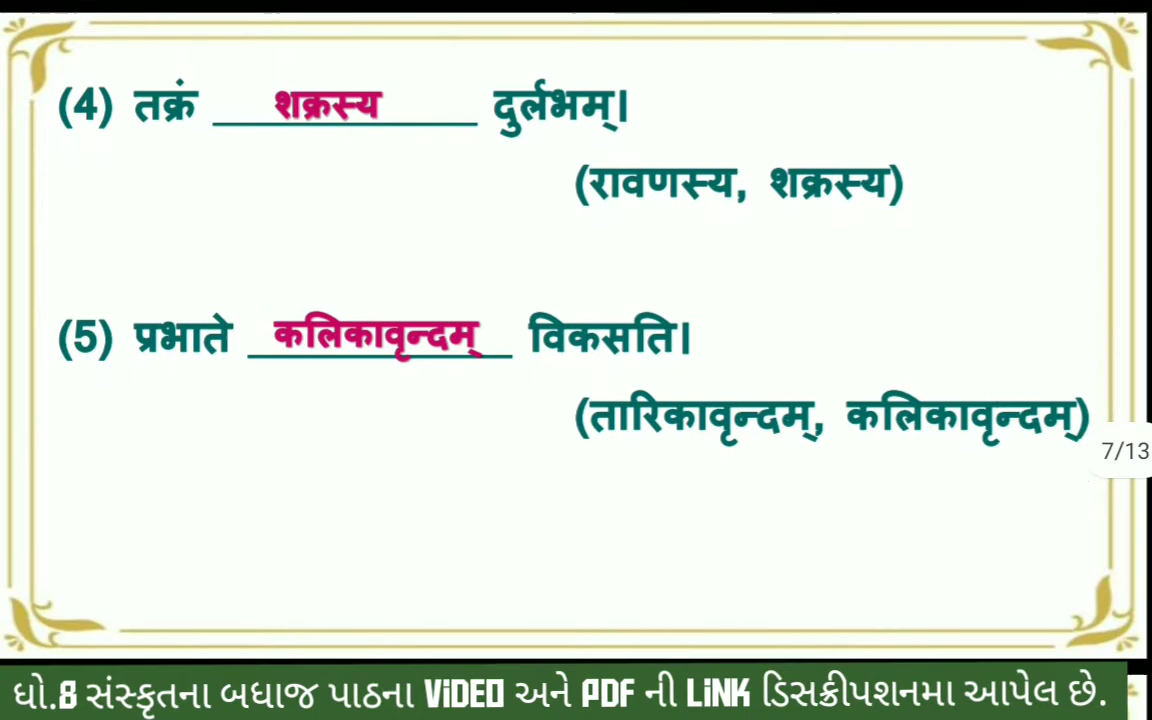 (4) तक्रं शक्रस्य दुर्लभम्।
(रावणस्य, शक्रस्य)
(5) प्रभाते कलिकावृन्दम् विकसति।
(तारिकावृन्दम्, कलिकावृन्दम्)
7/13
ધો.8 સંસ્કૃતના બધાજ પાઠના ViDEO અને PDF ની LiNK ડિસક્રીપશનમા આપેલ છે.